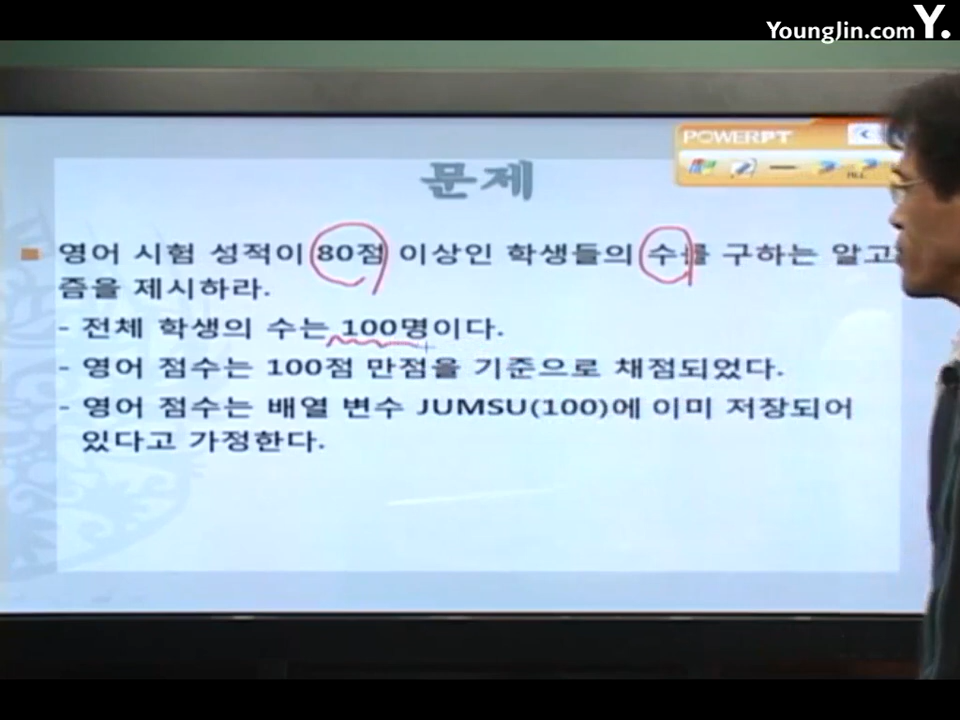 YoungJin.com Y.
POWERPT
문제
영어 시험 성적이 80점 이상인 학생들의 수를 구하는 알고
즘을 제시하라.
- 전체 학생의 수는 100명이다.
- 영어 점수는 100점 만점을 기준으로 채점되었다.
- 영어 점수는 배열 변수 JUMSU(100)에 이미 저장되어
있다고 가정한다.